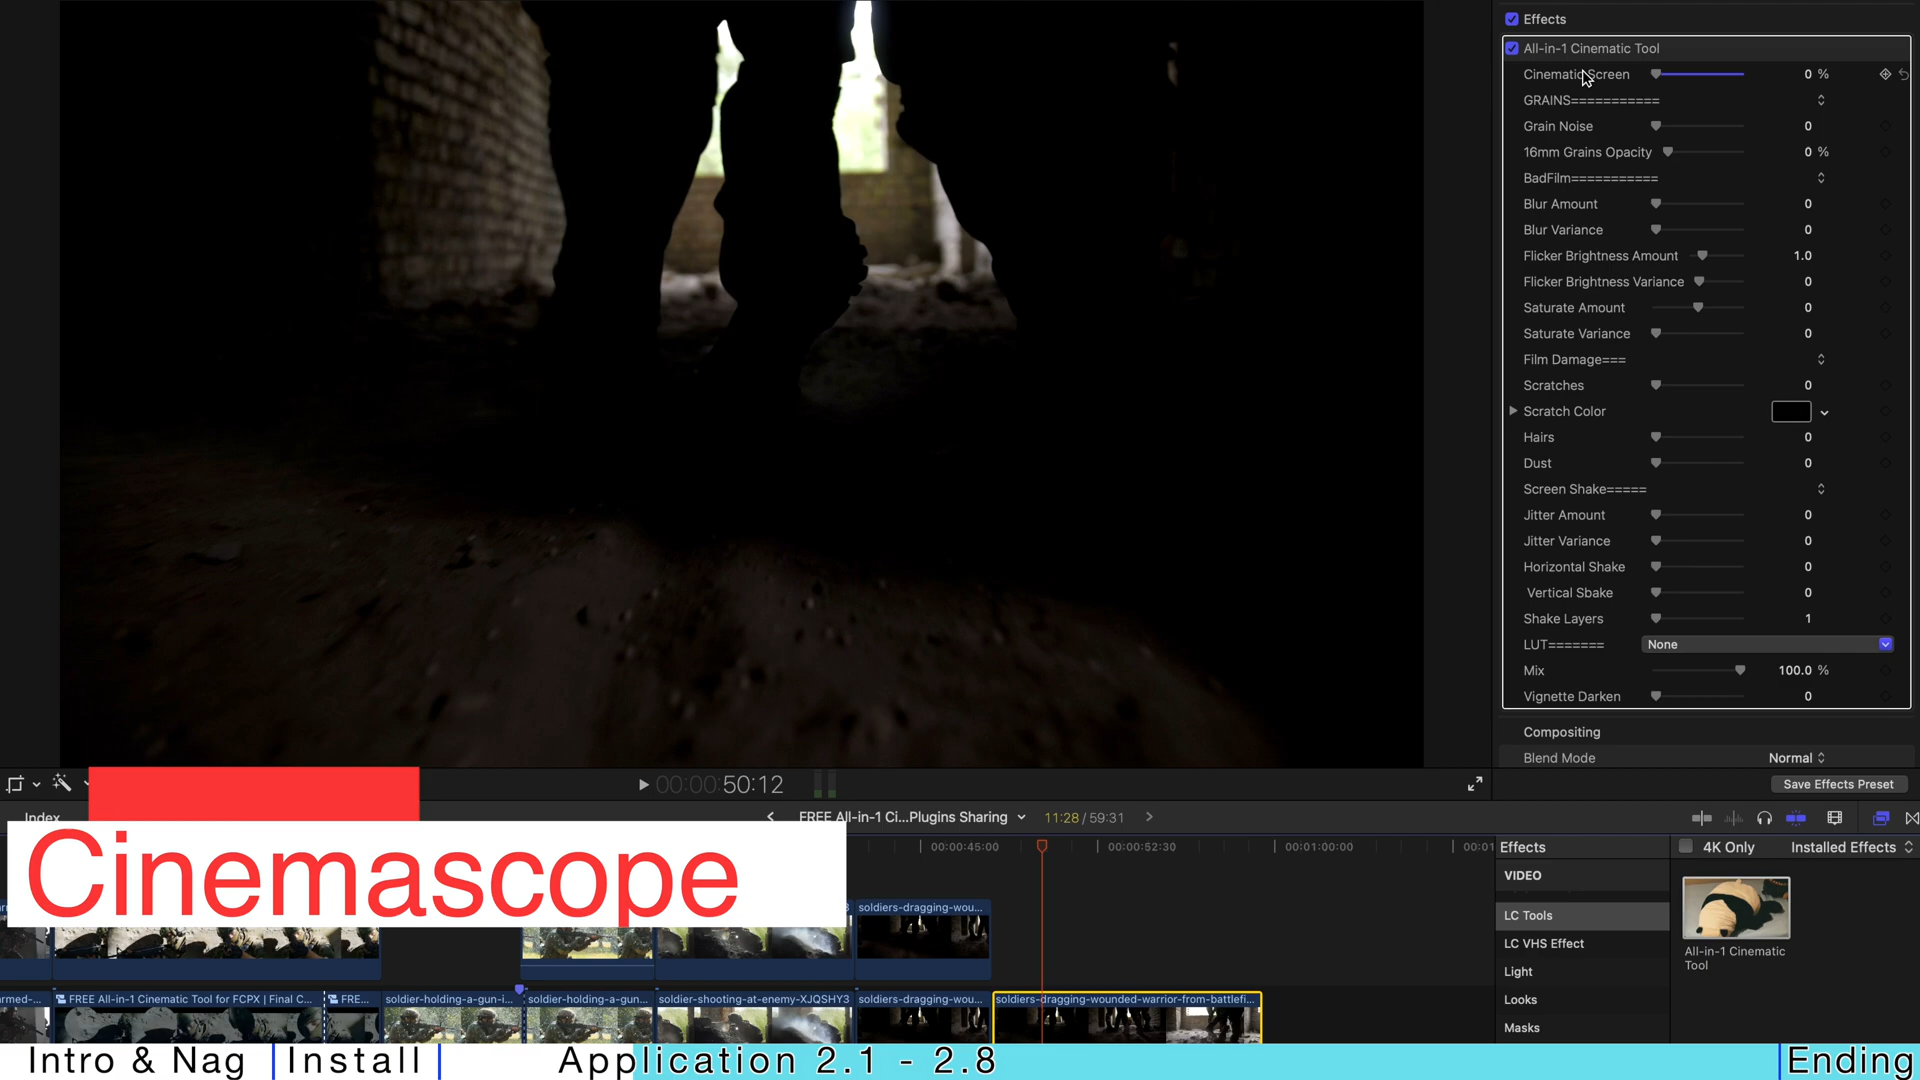 Effects
All-in-1 Cinematic Tool
Cinematic Screen 0 %
GRAINS===========
Grain Noise 0
16mm Grains Opacity 0 %
BadFilm===========
Blur Amount 0
Blur Variance 0
Flicker Brightness Amount 1.0
Flicker Brightness Variance 0
Saturate Amount 0
Saturate Variance 0
Film Damage===
Scratches 0
Scratch Color
Hairs 0
Dust 0
Screen Shake=====
Jitter Amount 0
Jitter Variance 0
Horizontal Shake 0
Vertical Sbake 0
Shake Layers 1
LUT======= None
Mix 100.0 %
Vignette Darken 0
Compositing
Blend Mode Normal
00:00:50:12
Save Effects Preset
Index
FREE All-in-1 Ci...Plugins Sharing
11:28 / 59:31
Cinemascope
00:00:45:00
00:00:52:30
00:01:00:00
00:01
Effects
4K Only
Installed Effects
VIDEO
LC Tools
LC VHS Effect
Light
Looks
Masks
All-in-1 Cinematic
Tool
soldiers-dragging-wou...
rmed-...
FREE All-in-1 Cinematic Tool for FCPX | Final C...
FRE...
soldier-holding-a-gun-i...
soldier-holding-a-gun...
soldier-shooting-at-enemy-XJQSHY3
soldiers-dragging-wou...
soldiers-dragging-wounded-warrior-from-battlefi...
Intro & Nag
Install
Application 2.1 - 2.8
Ending